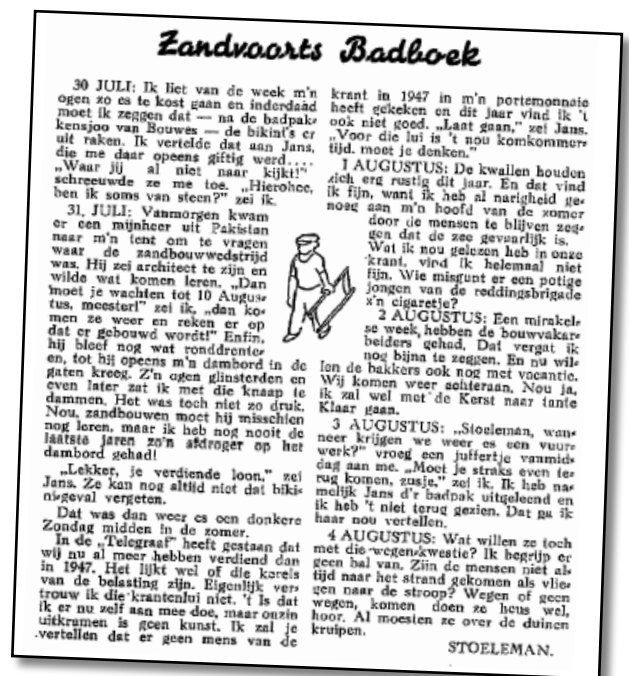 Zandvoorts Badboek
30 JULI: Ik liet van de week m'n
ogen zo es te kost gaan en inderdaad
moet ik zeggen dat — na de badpak-
kensjoo van Bouwes — de bikini's er
uit raken. Ik vertelde dat aan Jans,
die me daar opeens giftig werd....
„Waar jij al niet naar kijkt!"
schreeuwde ze me toe. „Hierohee,
ben ik soms van steen?" zei ik.
31. JULI: Vanmorgen kwam
er een mijnheer uit Pakistan
naar m'n tent om te vragen
waar de zandbouwwedstrijd
was. Hij zei architect te zijn en
wilde wat komen leren. „Dan
moet je wachten tot 10 Augus-
tus, meester!" zei ik, „dan ko-
men ze weer en reken er op
dat er gebouwd wordt!" Enfin,
hij bleef nog wat ronddrente-
en, tot hij opeens m'n dambord in de
gaten kreeg. Z'n ogen glinsterden en
even later zat ik met die knaap te
dammen. Het was toch niet zo druk.
Nou, zandbouwen moet hij misschien
nog leren, maar ik heb nog nooit de
laatste jaren zo'n afdroger op het
dambord gehad!
„Lekker, je verdiende loon," zei
Jans. Ze kan nog altijd niet dat biki-
nigeval vergeten.
Dat was dan weer es een donkere
Zondag midden in de zomer.
In de „Telegraaf" heeft gestaan dat
wij nu al meer hebben verdiend dan
in 1947. Het lijkt wel of die kerels
van de belasting zijn. Eigenlijk ver-
trouw ik die krantenlui niet. 't Is dat
ik er nu zelf aan mee doe, maar onzin
uitkramen is geen kunst. Ik zal je
vertellen dat er geen mens van de
krant in 1947 in m'n portemonnaie
heeft gekeken en dit jaar vind ik 't
ook niet goed. „Laat gaan," zei Jans.
„Voor die lui is 't nou komkommer-
tijd, moet je denken."
1 AUGUSTUS: De kwallen houden
zich erg rustig dit jaar. En dat vind
ik fijn, want ik heb al narigheid ge-
noeg aan m'n hoofd van de zomer
door de mensen te blijven zeg-
gen dat de zee gevaarlijk is.
Wat ik nou gelezen heb in onze
krant, vind ik helemaal niet
fijn. Wie misgunt er een potige
jongen van de reddingsbrigade
z'n cigaretje?
2 AUGUSTUS: Een mirakel-
se week hebben de bouwvakar-
beiders gehad. Dat vergat ik
nog bijna te zeggen. En nu wil-
len de bakkers ook nog met vacantie.
Wij komen weer achteraan. Nou ja,
ik zal wel met de Kerst naar tante
Klaar gaan.
3 AUGUSTUS: „Stoeleman, wan-
neer krijgen we weer es een vuur-
werk?" vroeg een juffertje vanmid-
dag aan me. „Moet je straks even te-
rug komen, zusje," zei ik. Ik heb na-
melijk Jans d'r badpak uitgeleend en
ik heb 't niet terug gezien. Dat ga ik
haar nou vertellen.
4 AUGUSTUS: Wat willen ze toch
met die wegen-kwestie? Ik begrijp er
geen bal van. Zijn de mensen niet al-
tijd naar het strand gekomen als vlie-
gen naar de stroop? Wegen of geen
wegen, komen doen ze heus wel,
hoor. Al moesten ze over de duinen
kruipen.
STOELEMAN.